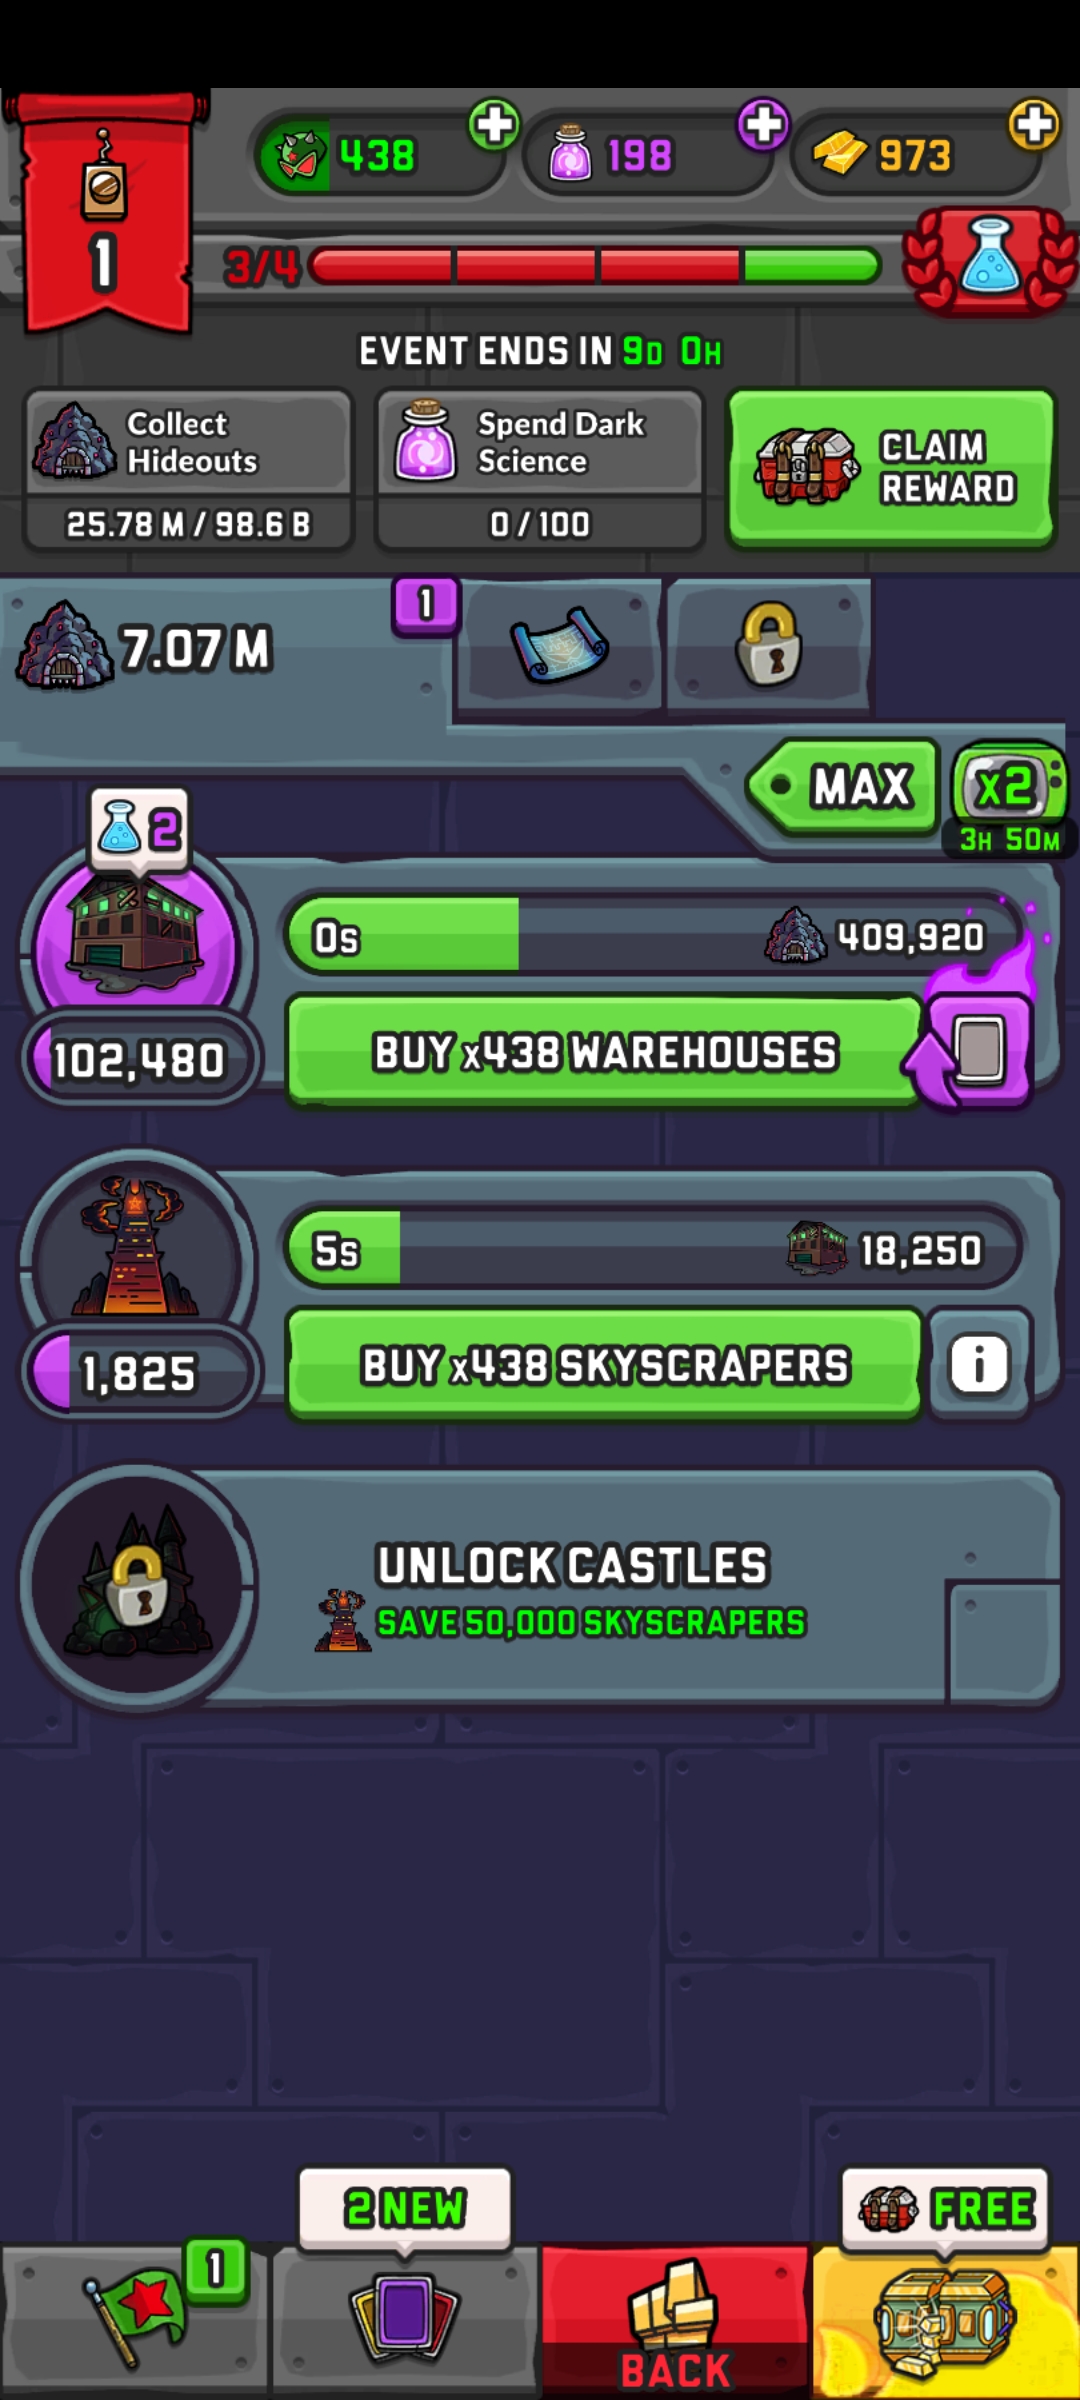 438
198
973
1
3/4
EVENT ENDS IN 9D 0H
Collect
Hideouts
25.78 M / 98.6 B
Spend Dark
Science
0 / 100
CLAIM
REWARD
7.07 M
1
MAX
x2
3H 50M
2
0s
409,920
102,480
BUY x438 WAREHOUSES
5s
18,250
1,825
BUY x438 SKYSCRAPERS
i
UNLOCK CASTLES
SAVE 50,000 SKYSCRAPERS
1
2 NEW
BACK
FREE